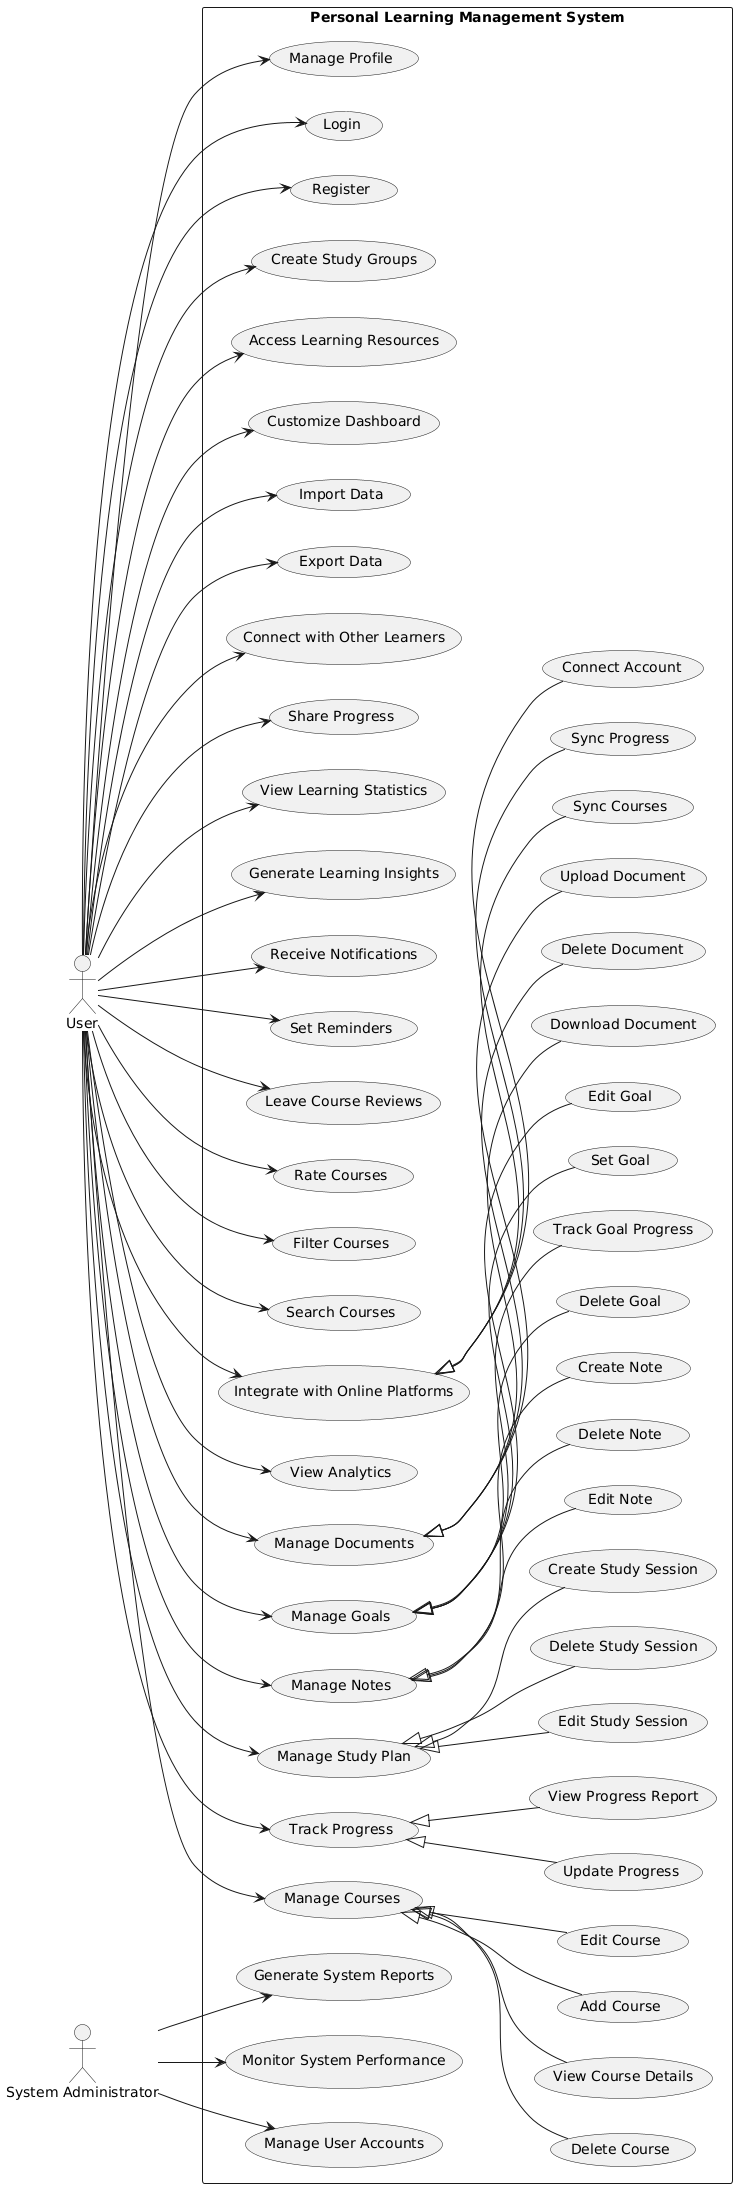 Personal Learning Management System
Manage Profile
Login
Register
Create Study Groups
Access Learning Resources
Customize Dashboard
Import Data
Export Data
Connect with Other Learners
Connect Account
Share Progress
Sync Progress
View Learning Statistics
Sync Courses
Generate Learning Insights
Upload Document
Receive Notifications
Delete Document
User
Set Reminders
Download Document
Leave Course Reviews
Edit Goal
Rate Courses
Set Goal
Filter Courses
Track Goal Progress
Search Courses
Delete Goal
Integrate with Online Platforms
Create Note
View Analytics
Delete Note
Manage Documents
Edit Note
Manage Goals
Create Study Session
Manage Notes
Delete Study Session
Manage Study Plan
Edit Study Session
Track Progress
View Progress Report
Update Progress
Manage Courses
Edit Course
Generate System Reports
Add Course
Monitor System Performance
View Course Details
System Administrator
Manage User Accounts
Delete Course